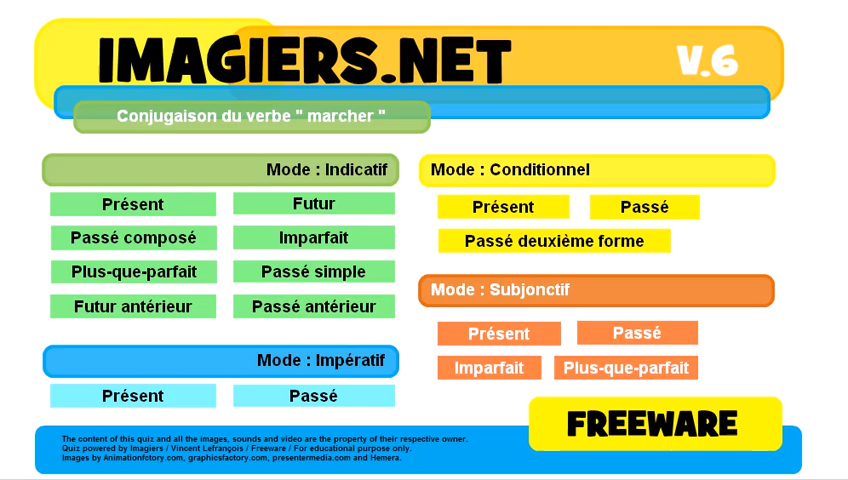 IMAGIERS.NET
V.6
Conjugaison du verbe " marcher "
Mode : Indicatif
Présent
Futur
Passé composé
Imparfait
Plus-que-parfait
Passé simple
Futur antérieur
Passé antérieur
Mode : Impératif
Présent
Passé
Mode : Conditionnel
Présent
Passé
Passé deuxième forme
Mode : Subjonctif
Présent
Passé
Imparfait
Plus-que-parfait
FREEWARE
The content of this quiz and all the images, sounds and video are the property of their respective owner.
Quiz powered by Imagiers / Vincent Lefrançois / Freeware / For educational purpose only.
Images by Animationfctory.com, graphicsfactory.com, presentermedia.com and Hemera.